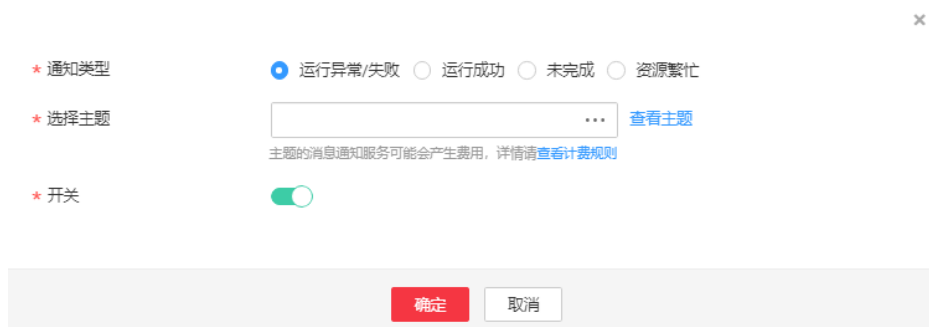 * 通知类型 运行异常/失败 运行成功 未完成 资源繁忙
* 选择主题 ... 查看主题
主题的消息通知服务可能会产生费用，详情请查看计费规则
* 开关
确定 取消